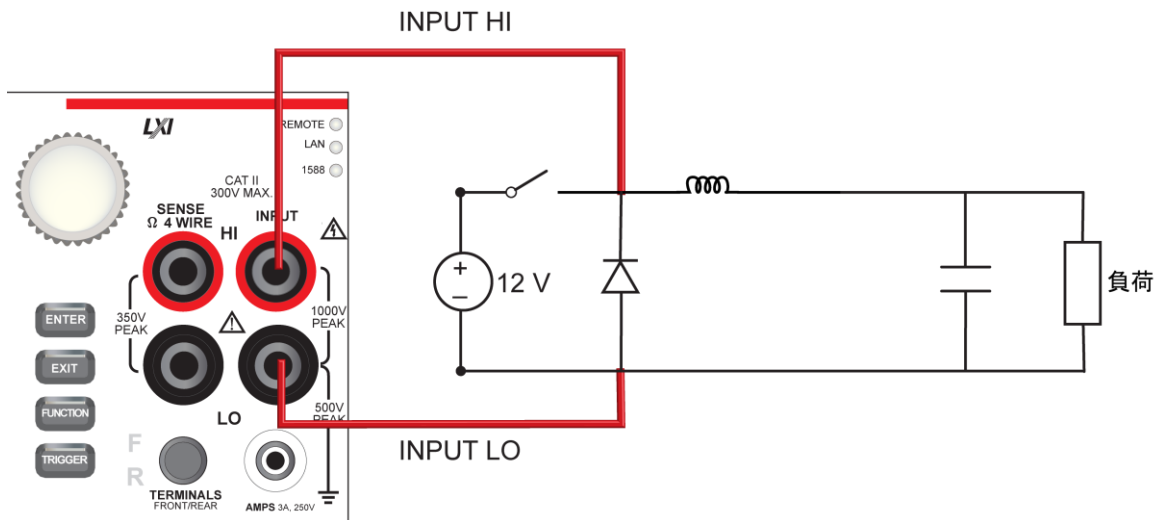 INPUT HI
LXI
REMOTE
LAN
1588
CAT II
300V MAX.
SENSE
Ω 4 WIRE
HI
INPUT
350V
PEAK
1000V
PEAK
ENTER
EXIT
FUNCTION
TRIGGER
LO
500V
PEAK
F
R
TERMINALS
FRONT/REAR
AMPS 3A, 250V
INPUT LO
+
−
12 V
負荷